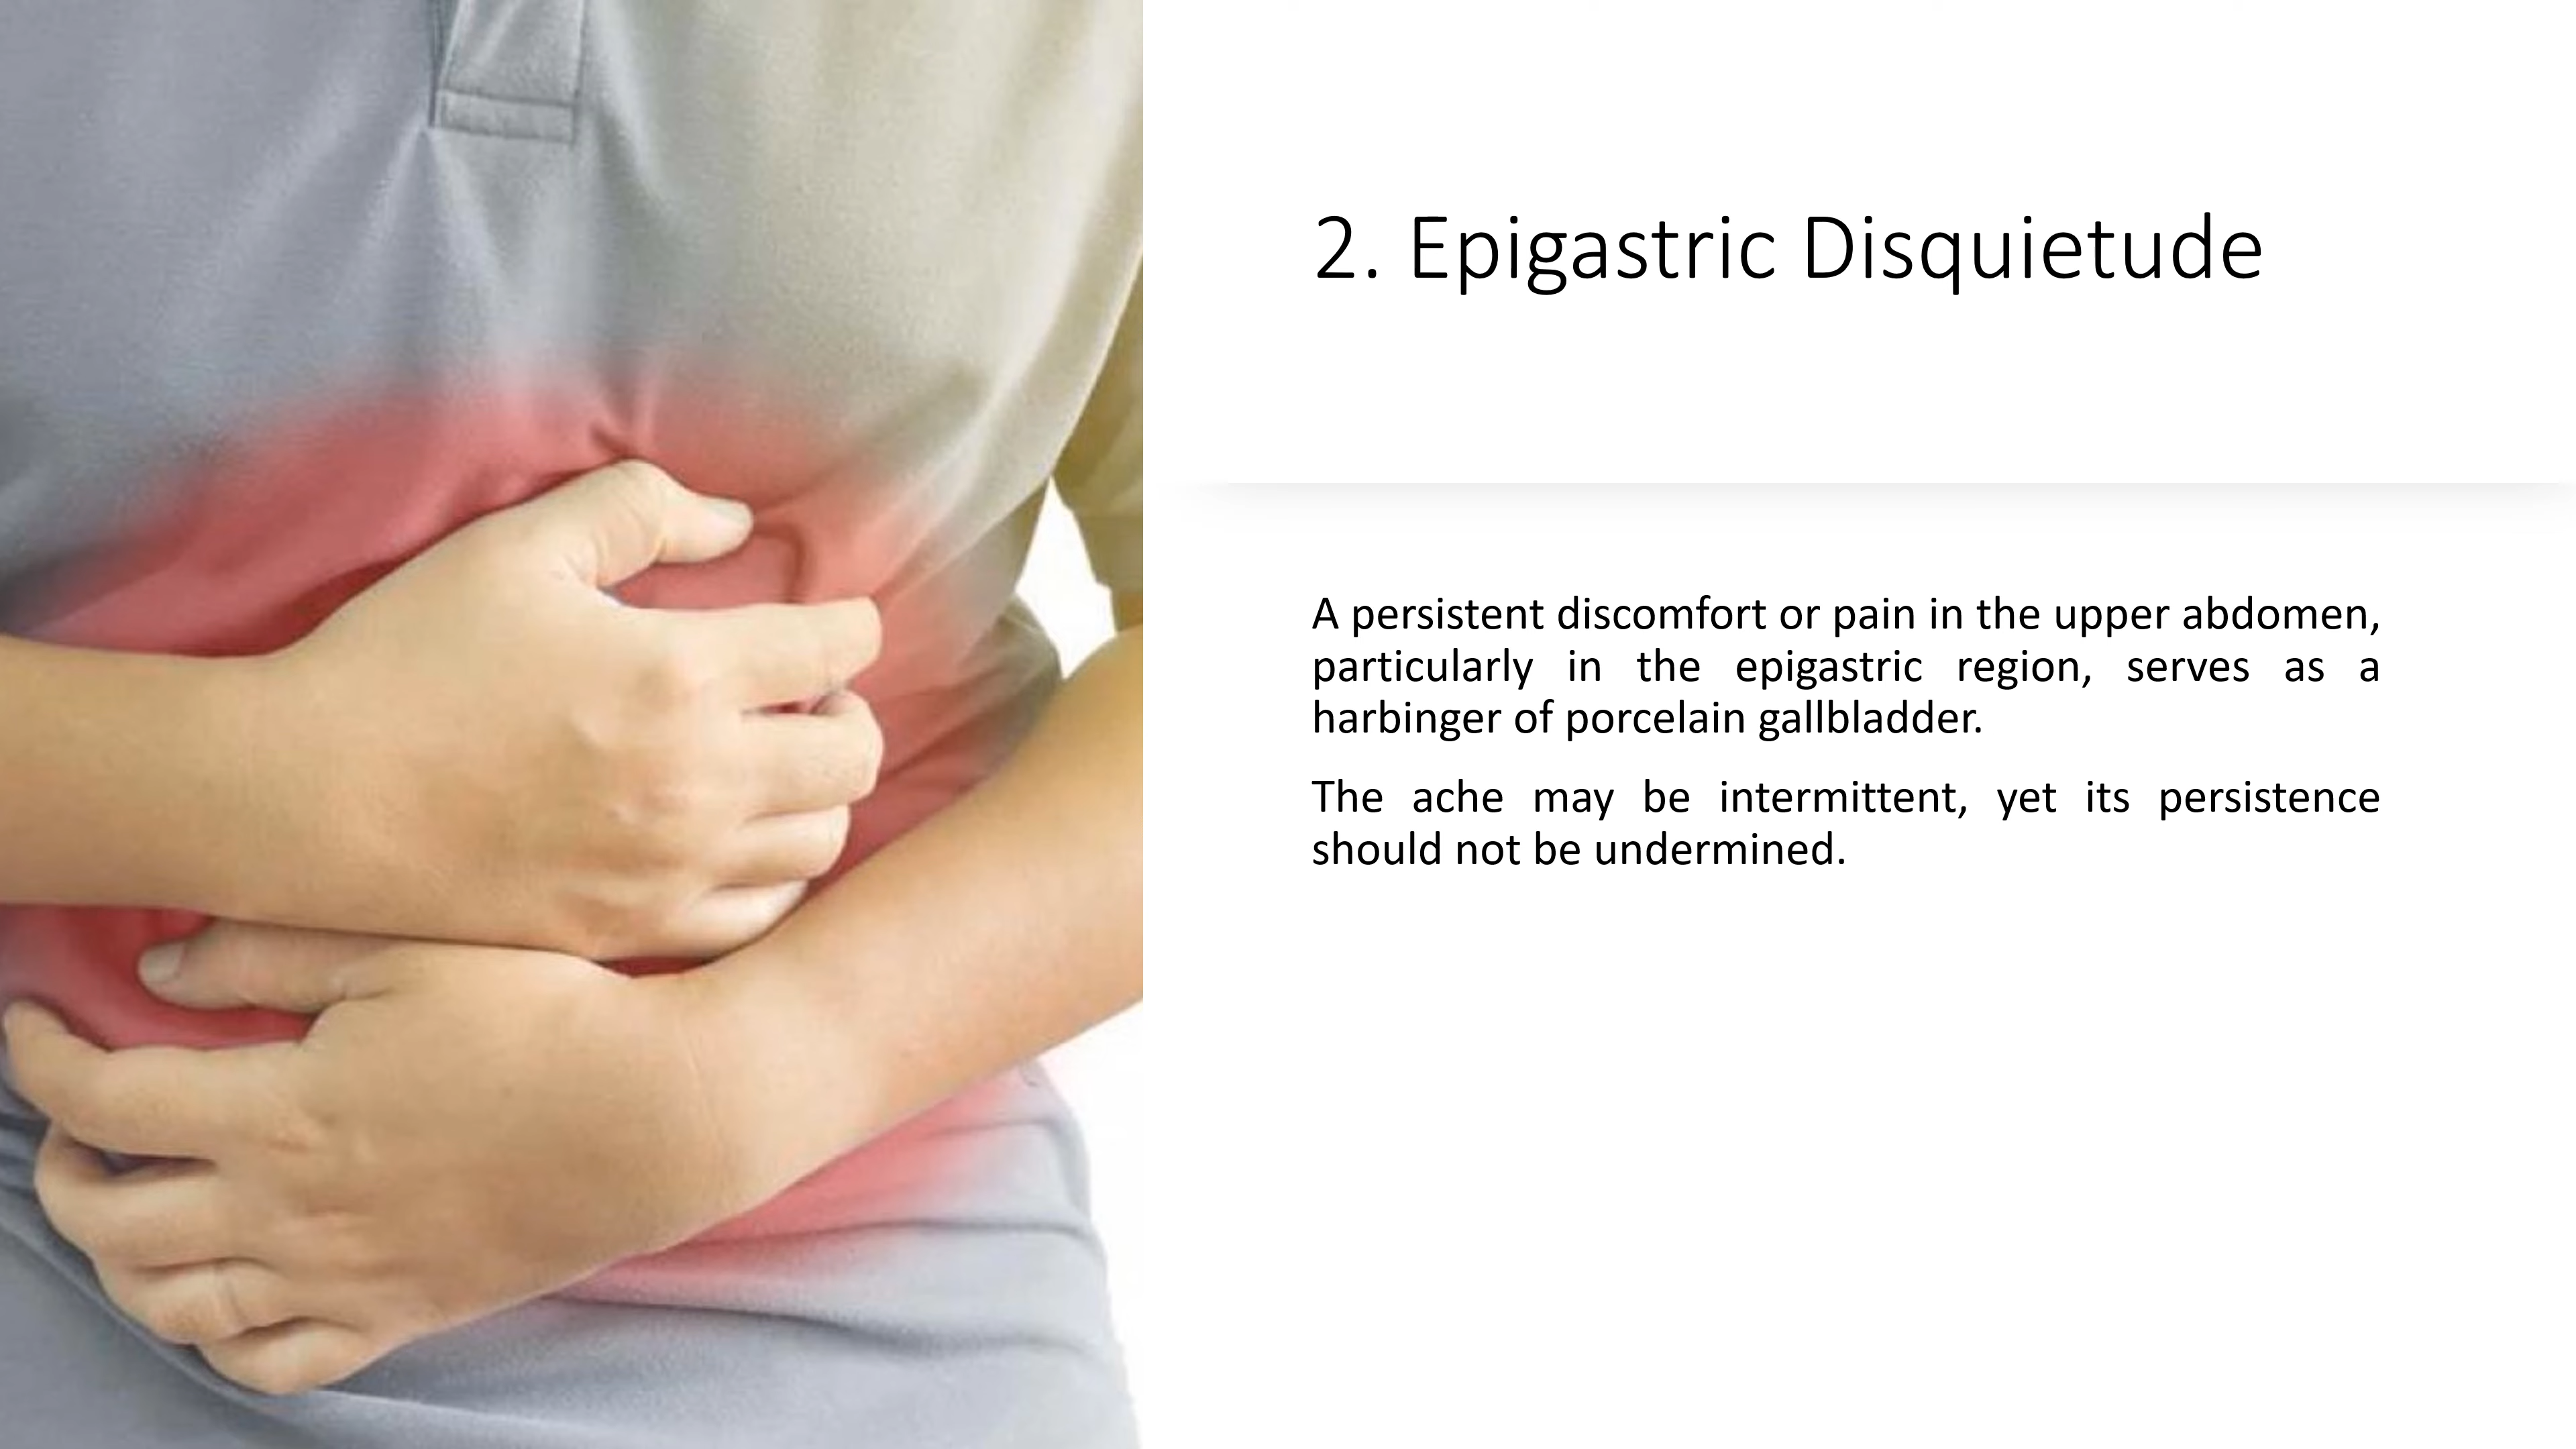 2. Epigastric Disquietude
A persistent discomfort or pain in the upper abdomen,
particularly in the epigastric region, serves as a
harbinger of porcelain gallbladder.
The ache may be intermittent, yet its persistence
should not be undermined.